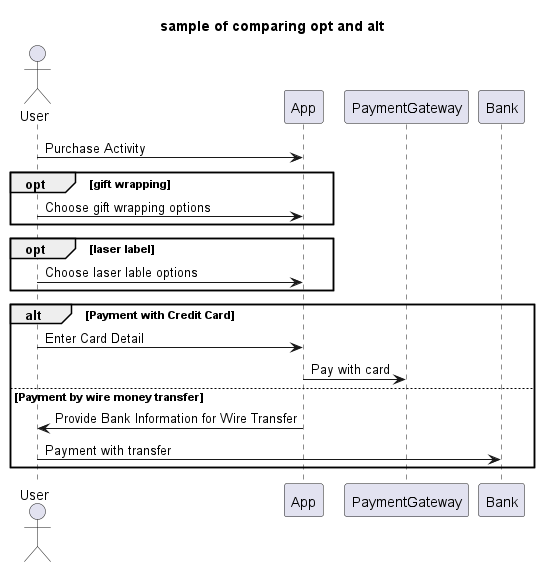 sample of comparing opt and alt
User
App
PaymentGateway
Bank
Purchase Activity
opt [gift wrapping]
Choose gift wrapping options
opt [laser label]
Choose laser lable options
alt [Payment with Credit Card]
Enter Card Detail
Pay with card
[Payment by wire money transfer]
Provide Bank Information for Wire Transfer
Payment with transfer
User
App
PaymentGateway
Bank